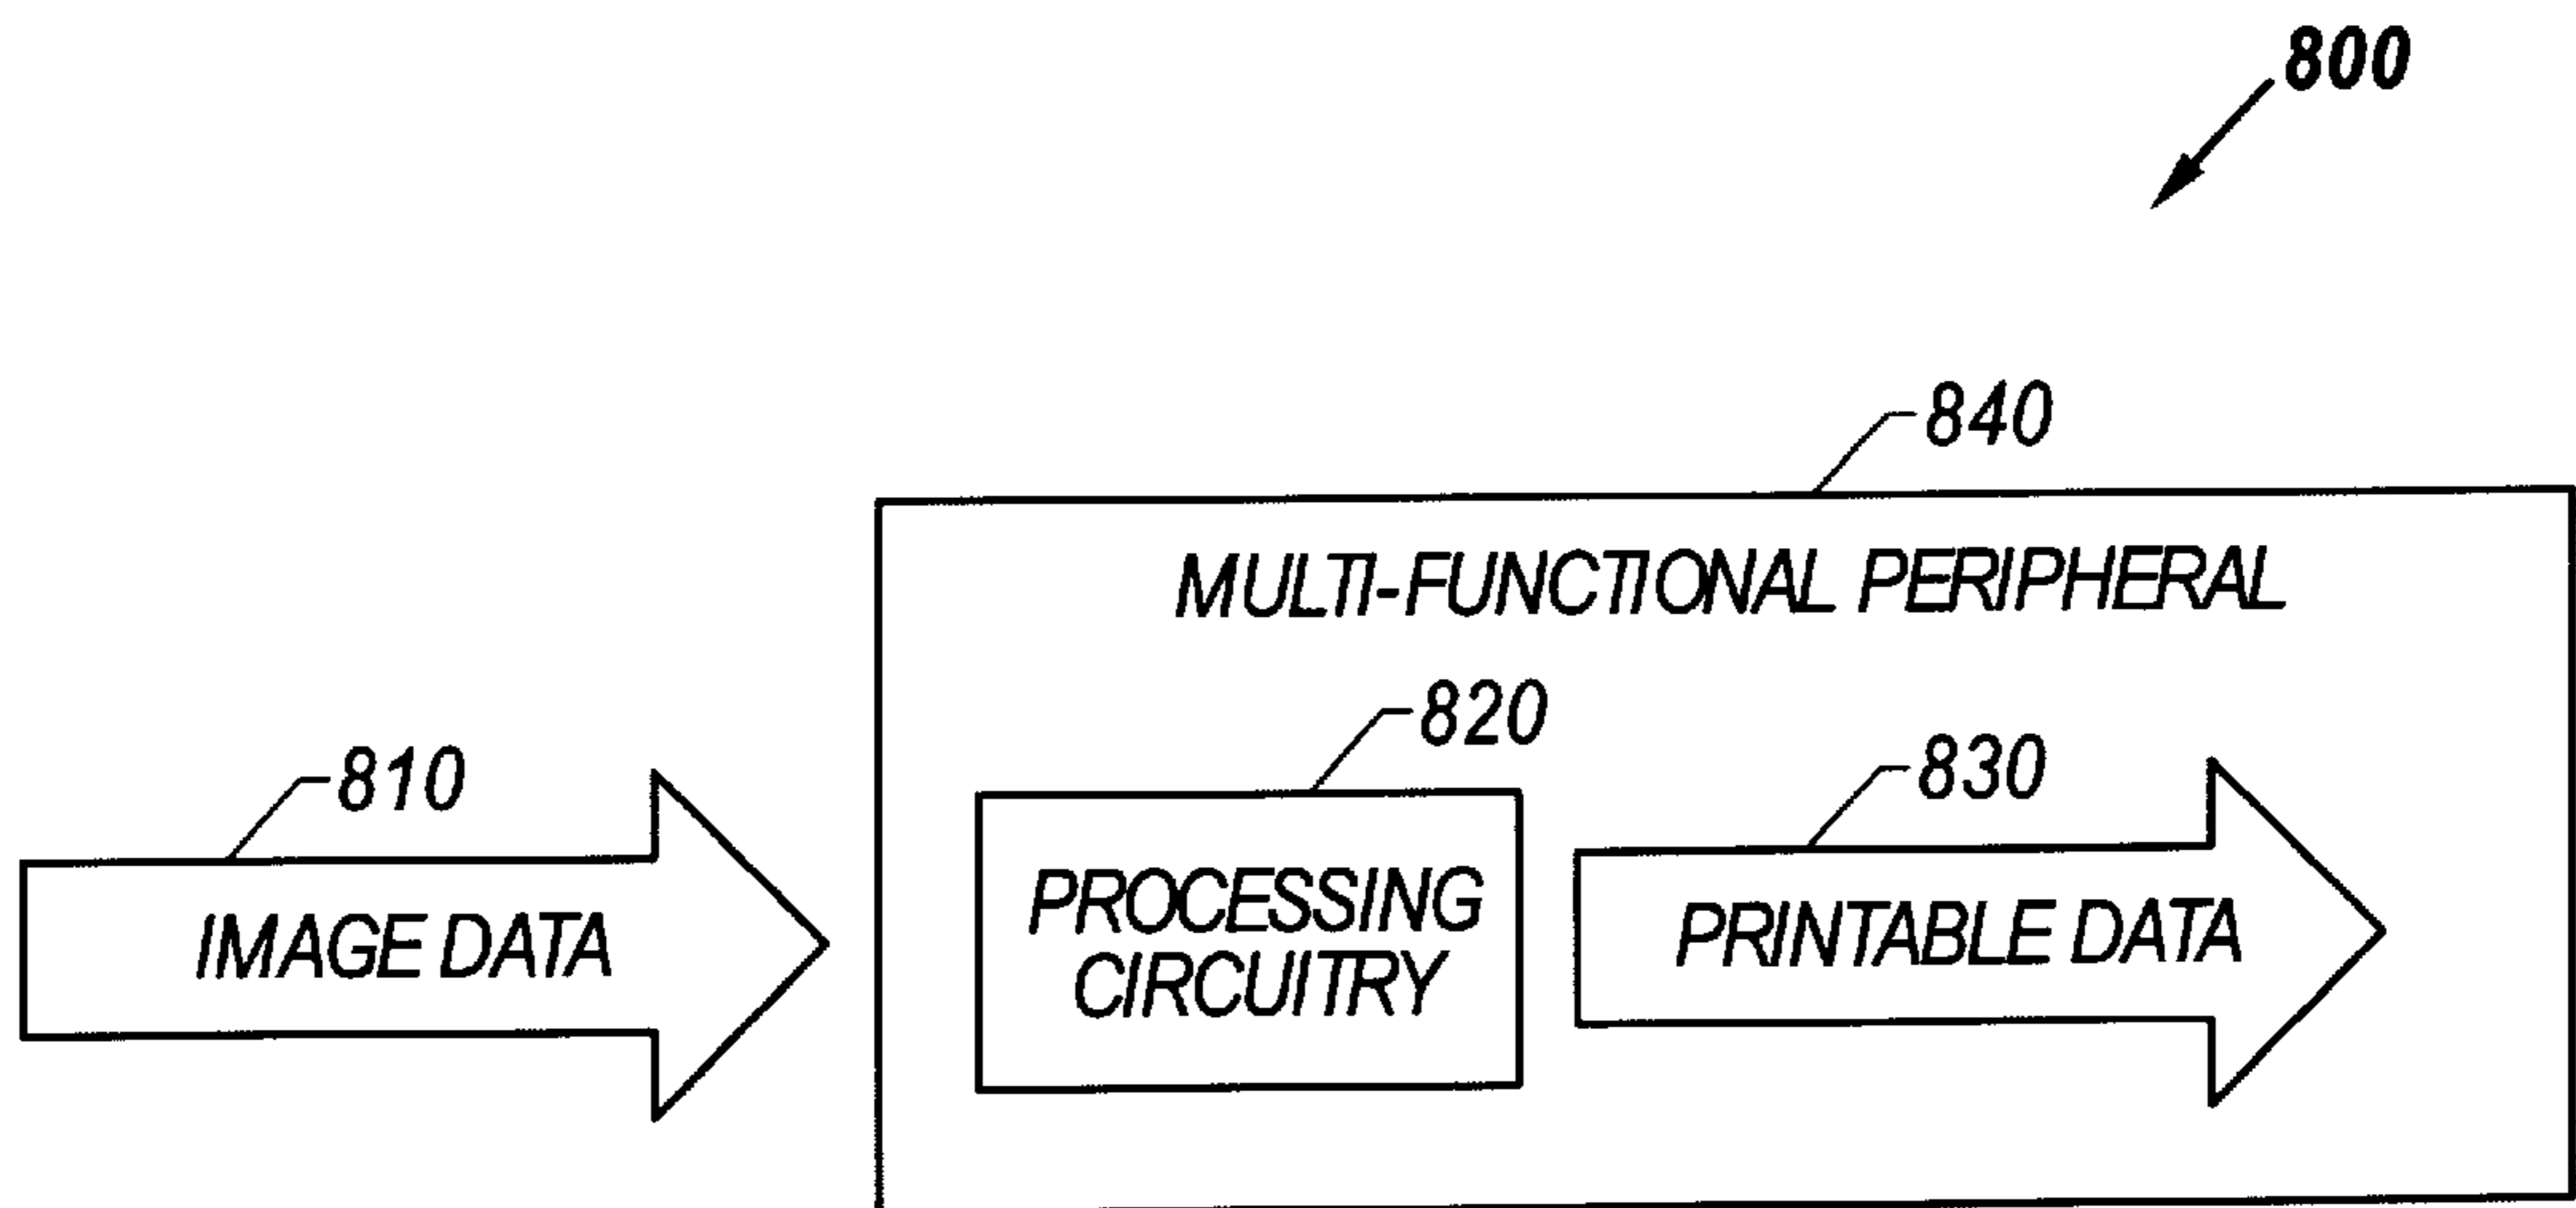 800
840
MULTI-FUNCTIONAL PERIPHERAL
820
810
830
PROCESSING
CIRCUITRY
IMAGE DATA
PRINTABLE DATA